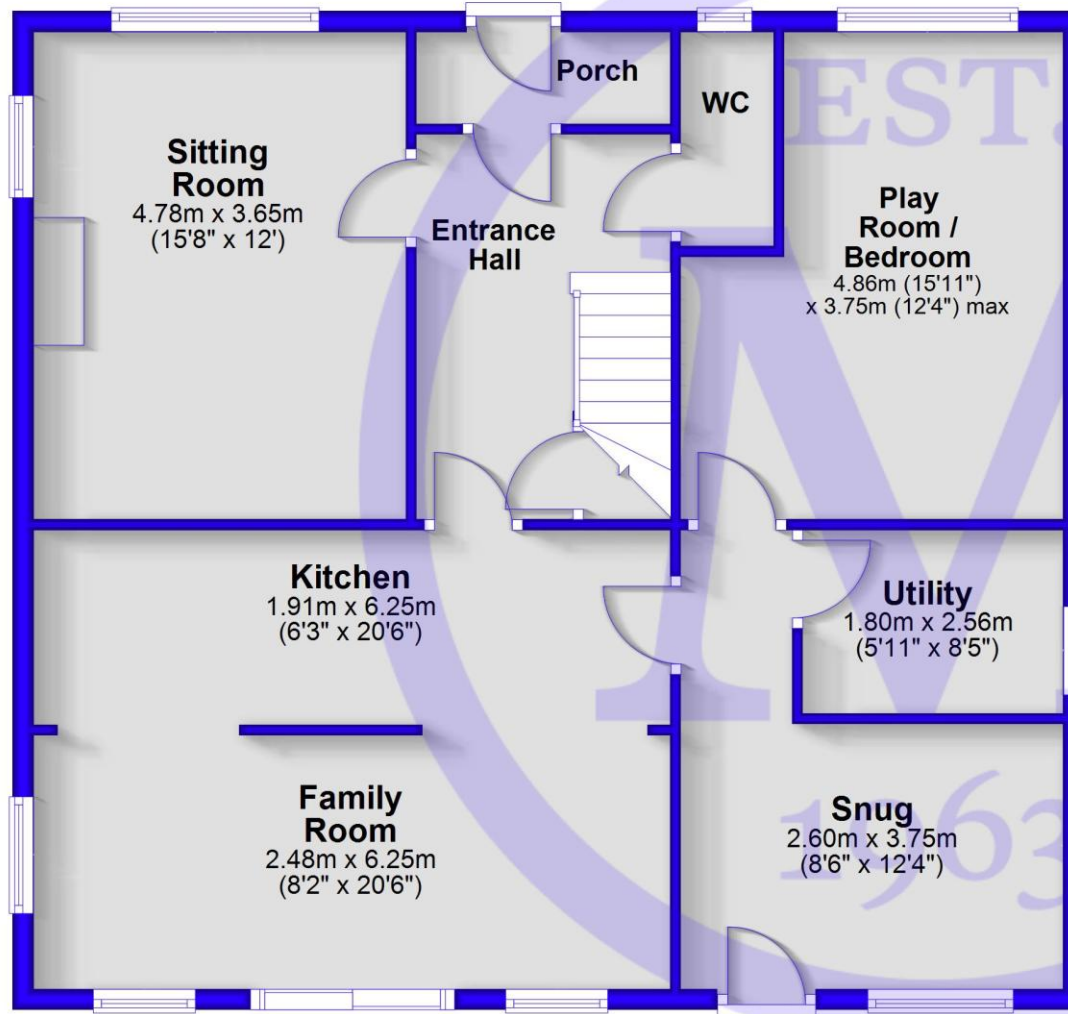 Porch
WC
EST.
Sitting
Room
4.78m x 3.65m
(15'8" x 12')
Entrance
Hall
Play
Room /
Bedroom
4.86m (15'11")
x 3.75m (12'4") max
Kitchen
1.91m x 6.25m
(6'3" x 20'6")
Utility
1.80m x 2.56m
(5'11" x 8'5")
Family
Room
2.48m x 6.25m
(8'2" x 20'6")
Snug
2.60m x 3.75m
(8'6" x 12'4")
1963